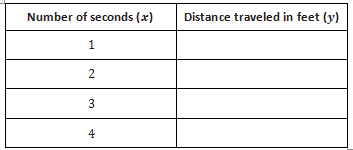 Number of seconds (x) Distance traveled in feet (y)
1
2
3
4